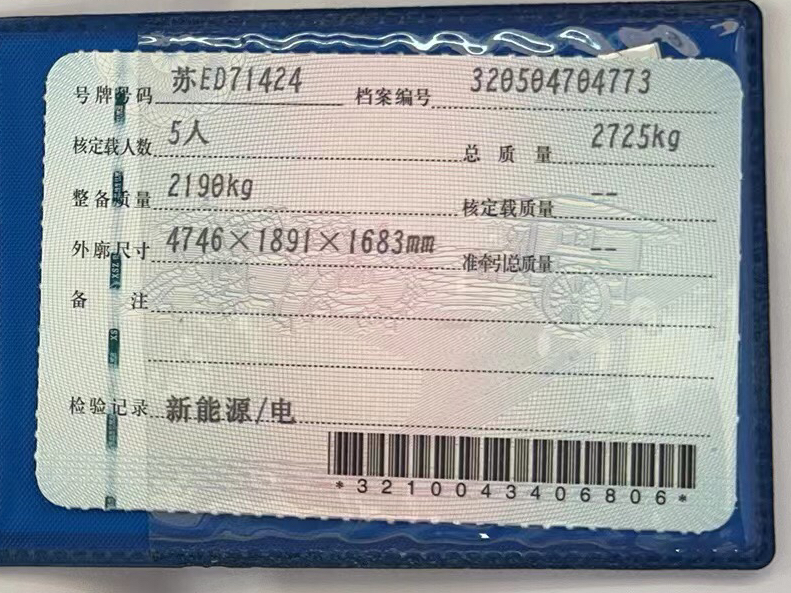 号牌号码 苏ED71424 档案编号 320504704773
核定载人数 5人 总质量 2725kg
整备质量 2190kg 核定载质量 --
外廓尺寸 4746×1891×1683mm 准牵引总质量 --
备注
检验记录 新能源/电
*3210043406806*